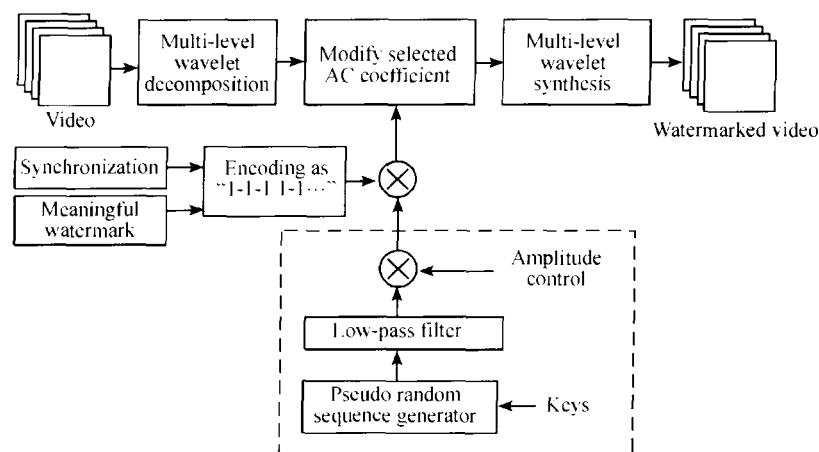 Multi-level
wavelet
decomposition
Modify selected
AC coefficient
Multi-level
wavelet
synthesis
Video
Watermarked video
Synchronization
Encoding as
“1-1-1 1-1···”
Meaningful
watermark
Amplitude
control
Low-pass filter
Pseudo random
sequence generator
Keys